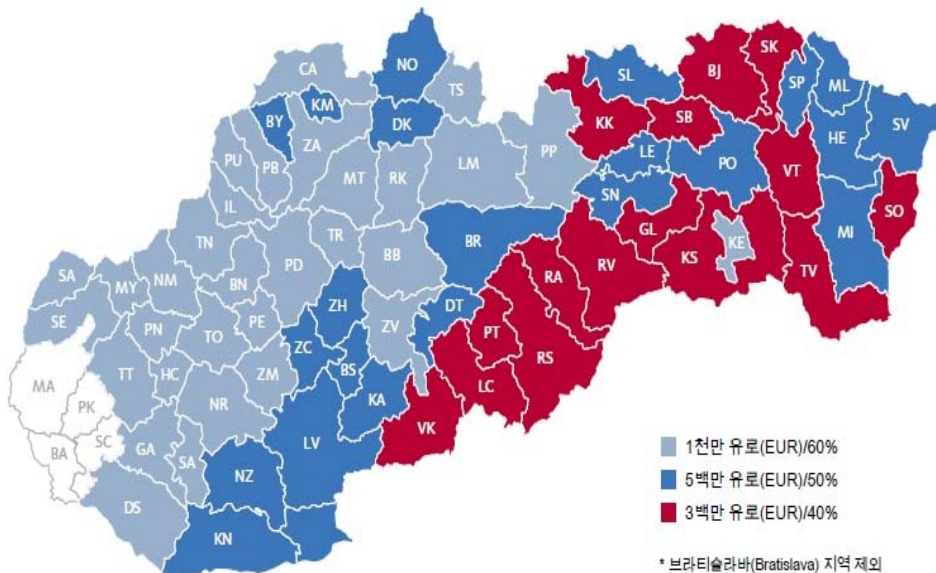 CA
NO
TS
SL
BJ
SK
SP
ML
SV
BY
KM
DK
KK
SB
HE
PU
PB
ZA
LM
PP
LE
PO
VT
MT
RK
SN
SO
IL
TN
TR
BB
BR
GL
KE
MI
SA
MY
NM
BN
PD
RA
RV
KS
TV
SE
PN
TO
PE
ZH
ZV
DT
PT
RS
MA
TT
HC
ZM
ZC
BS
KA
LC
PK
NR
VK
BA
SC
GA
SA
NZ
LV
DS
KN
1천만 유로(EUR)/60%
5백만 유로(EUR)/50%
3백만 유로(EUR)/40%
* 브라티슬라바(Bratislava) 지역 제외